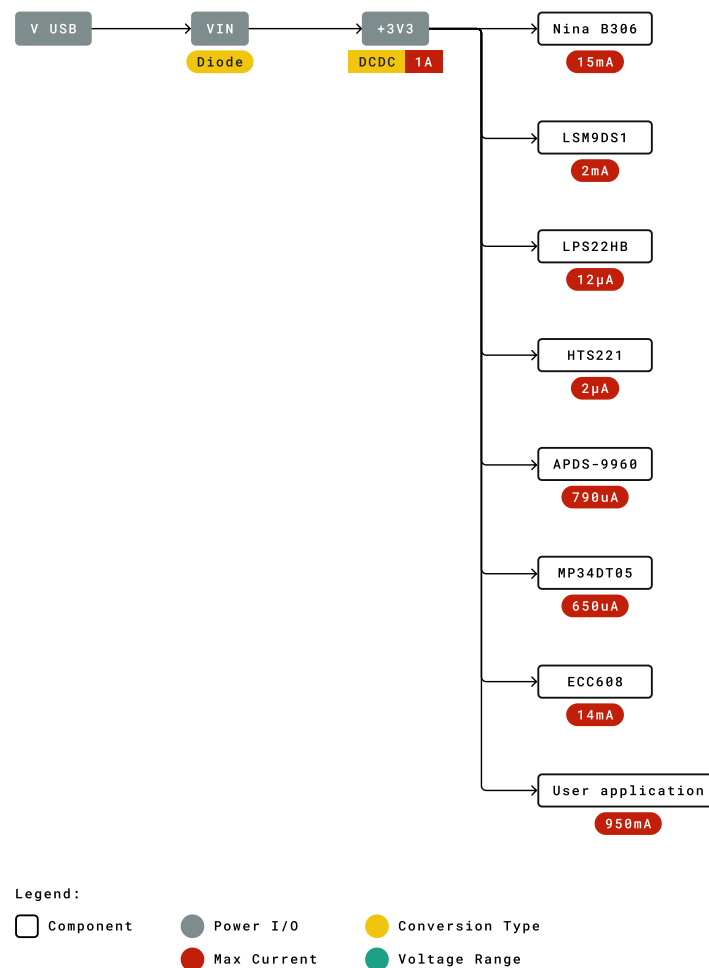 V USB
VIN
+3V3
Nina B306
Diode
DCDC 1A
15mA
LSM9DS1
2mA
LPS22HB
12µA
HTS221
2µA
APDS-9960
790uA
MP34DT05
650uA
ECC608
14mA
User application
950mA
Legend:
Component
Power I/O
Conversion Type
Max Current
Voltage Range